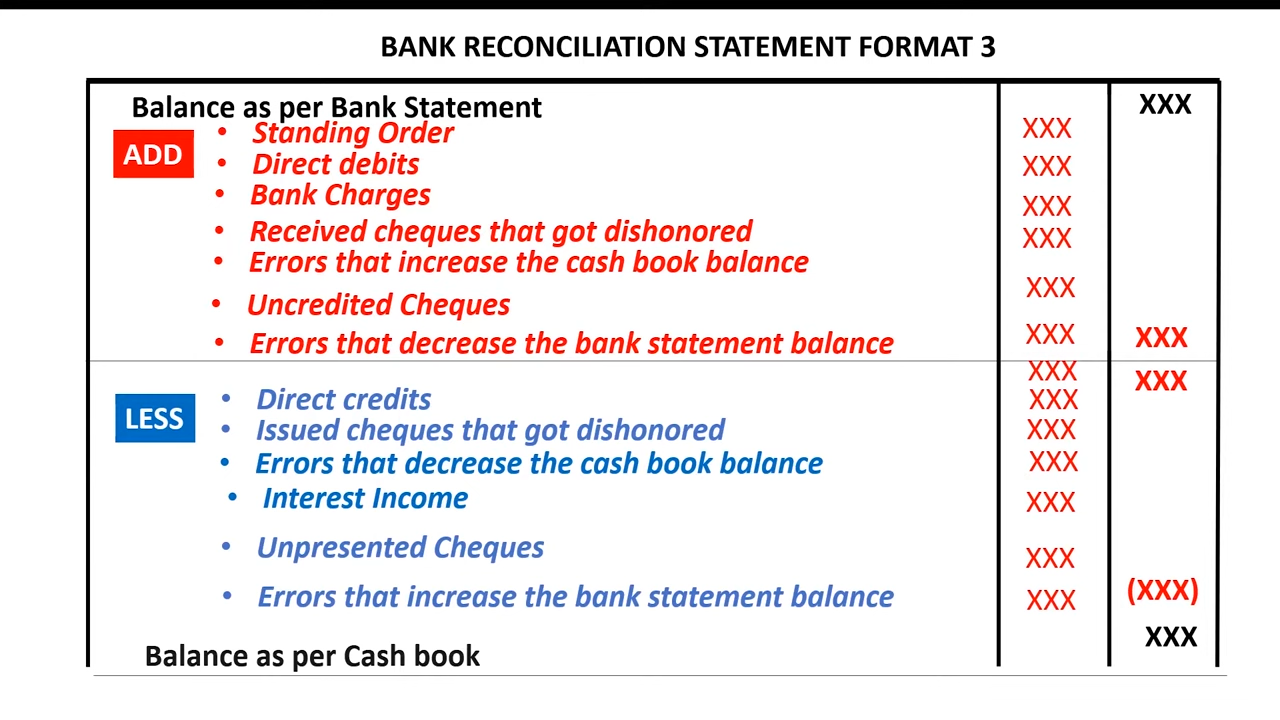 BANK RECONCILIATION STATEMENT FORMAT 3
Balance as per Bank Statement XXX
ADD
• Standing Order XXX
• Direct debits XXX
• Bank Charges XXX
• Received cheques that got dishonored XXX
• Errors that increase the cash book balance XXX
• Uncredited Cheques XXX
• Errors that decrease the bank statement balance XXX XXX
XXX
LESS
• Direct credits XXX
• Issued cheques that got dishonored XXX
• Errors that decrease the cash book balance XXX
• Interest Income XXX
• Unpresented Cheques XXX
• Errors that increase the bank statement balance XXX (XXX)
Balance as per Cash book XXX